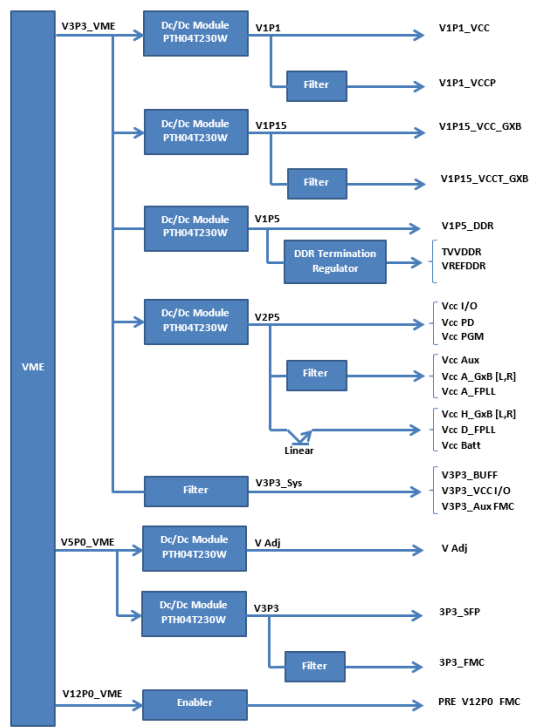 VME
V3P3_VME
Dc/Dc Module
PTH04T230W
V1P1
V1P1_VCC
Filter
V1P1_VCCP
Dc/Dc Module
PTH04T230W
V1P15
V1P15_VCC_GXB
Filter
V1P15_VCCT_GXB
Dc/Dc Module
PTH04T230W
V1P5
V1P5_DDR
DDR Termination
Regulator
TVVDDR
VREFDDR
Dc/Dc Module
PTH04T230W
V2P5
Vcc I/O
Vcc PD
Vcc PGM
Filter
Vcc Aux
Vcc A_GxB [L,R]
Vcc A_FPLL
Linear
Vcc H_GxB [L,R]
Vcc D_FPLL
Vcc Batt
Filter
V3P3_Sys
V3P3_BUFF
V3P3_VCC I/O
V3P3_Aux FMC
V5P0_VME
Dc/Dc Module
PTH04T230W
V Adj
V Adj
Dc/Dc Module
PTH04T230W
V3P3
3P3_SFP
Filter
3P3_FMC
V12P0_VME
Enabler
PRE_V12P0_FMC